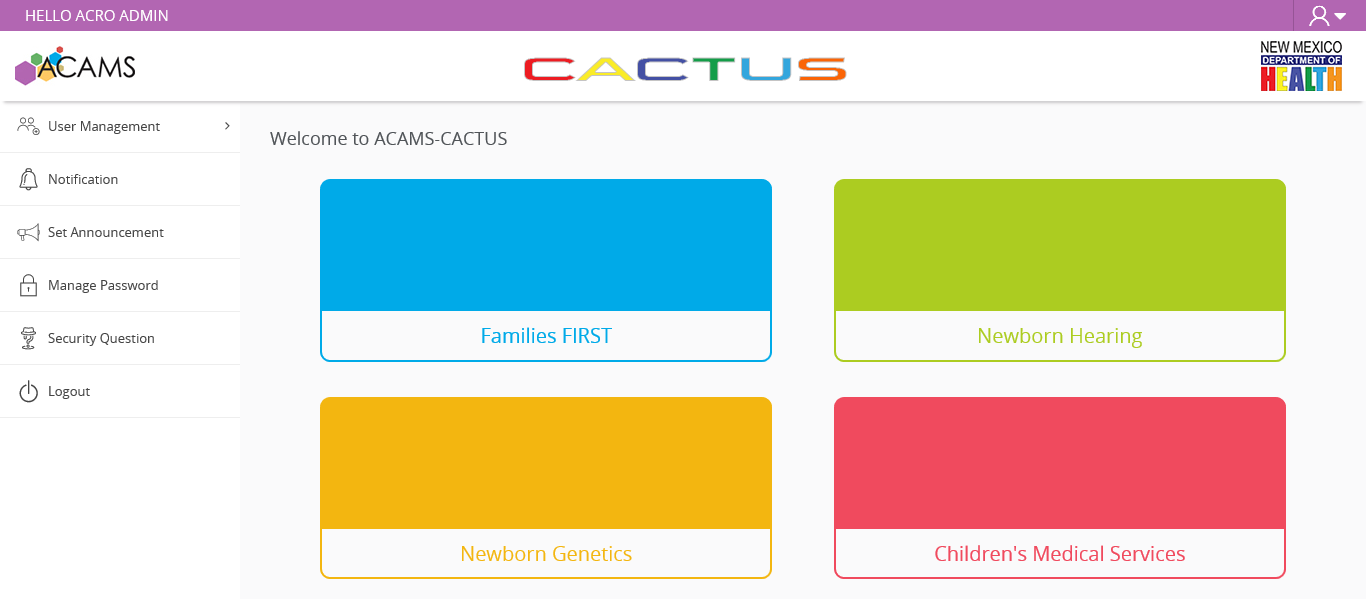 HELLO ACRO ADMIN
ACAMS
CACTUS
NEW MEXICO
DEPARTMENT OF
HEALTH
User Management
Notification
Set Announcement
Manage Password
Security Question
Logout
Welcome to ACAMS-CACTUS
Families FIRST
Newborn Hearing
Newborn Genetics
Children's Medical Services